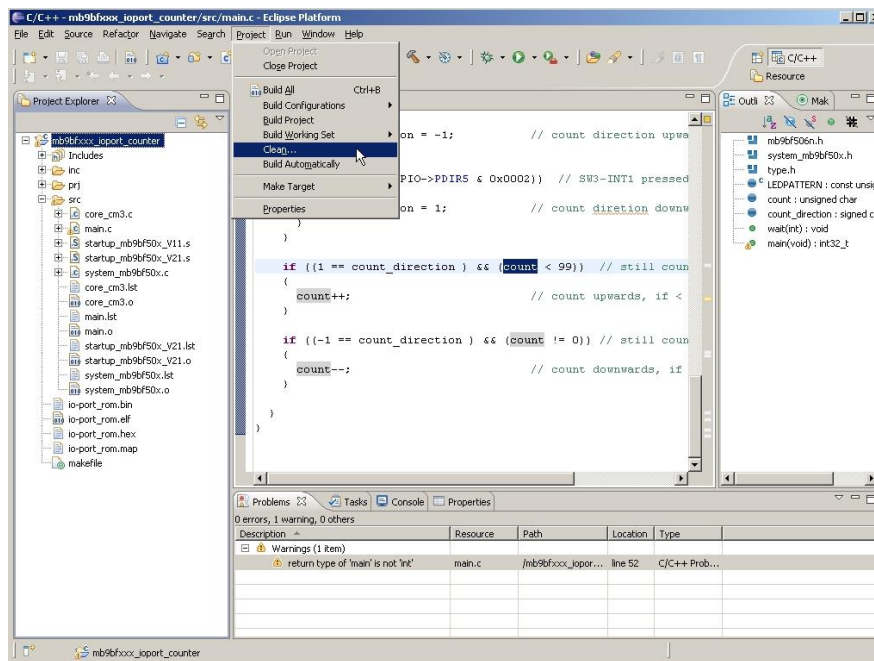 C/C++ - mb9bfxxx_ioport_counter/src/main.c - Eclipse Platform
File Edit Source Refactor Navigate Search Project Run Window Help
Open Project
Close Project
Build All Ctrl+B
Build Configurations
Build Project
Build Working Set
Clean...
Build Automatically
Make Target
Properties
C/C++
Resource
Project Explorer
mb9bfxxx_ioport_counter
Includes
inc
prj
src
core_cm3.c
main.c
startup_mb9bf50x_V11.s
startup_mb9bf50x_V21.s
system_mb9bf50x.c
core_cm3.lst
core_cm3.o
main.lst
main.o
startup_mb9bf50x_V21.lst
startup_mb9bf50x_V21.o
system_mb9bf50x.lst
system_mb9bf50x.o
io-port_rom.bin
io-port_rom.elf
io-port_rom.hex
io-port_rom.map
makefile
on = -1; // count direction upwa
PIO->PDIR5 & 0x0002)) // SW3-INT1 pressed
on = 1; // count diretion downw
}
}
if ((1 == count_direction ) && (count < 99)) // still coun
{
count++; // count upwards, if <
}
if ((-1 == count_direction ) && (count != 0)) // still coun
{
count--; // count downwards, if
}
}
}
Outli Mak
mb9bf506n.h
system_mb9bf50x.h
type.h
LEDPATTERN : const unsig
count : unsigned char
count_direction : signed c
wait(int) : void
main(void) : int32_t
Problems Tasks Console Properties
0 errors, 1 warning, 0 others
Description Resource Path Location Type
Warnings (1 item)
return type of 'main' is not 'int' main.c /mb9bfxxx_iopor... line 52 C/C++ Prob...
mb9bfxxx_ioport_counter